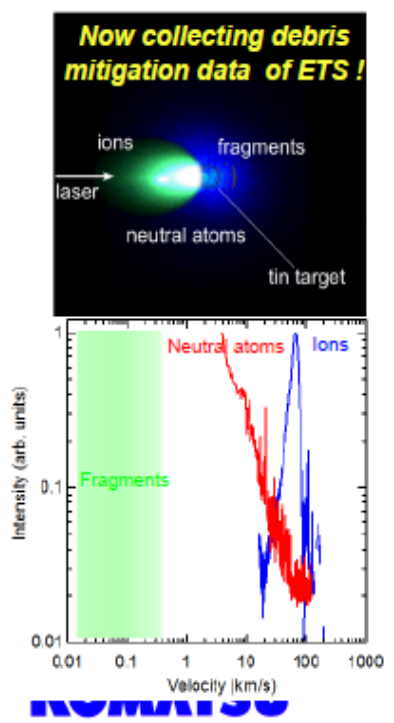 Now collecting debris
mitigation data of ETS !
ions
fragments
laser
neutral atoms
tin target
1
Neutral atoms
Ions
Intensity (arb. units)
Fragments
0.1
0.01
0.01 0.1 1 10 100 1000
Velocity (km/s)
KOMATSU